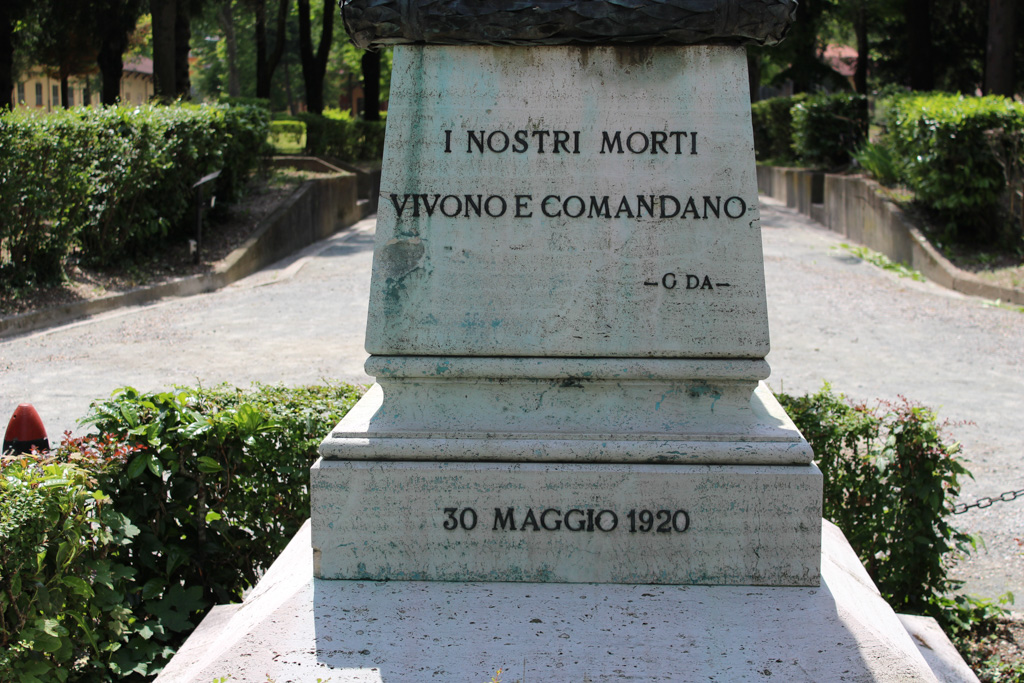 I NOSTRI MORTI
VIVONO E COMANDANO
—G DA—
30 MAGGIO 1920